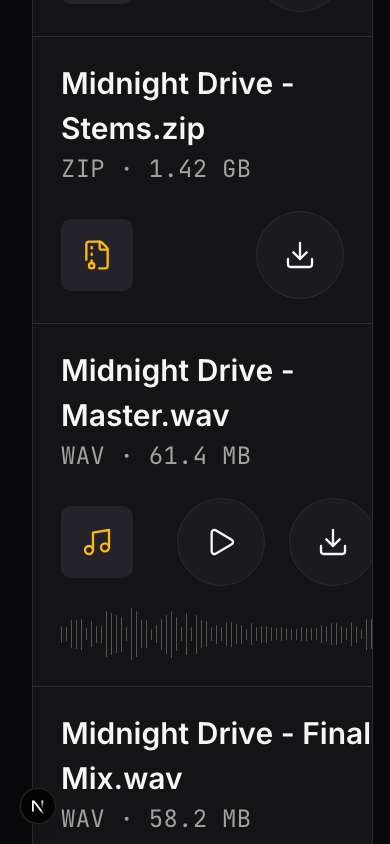 Midnight Drive -
Stems.zip
ZIP · 1.42 GB
Midnight Drive -
Master.wav
WAV · 61.4 MB
Midnight Drive - Final
Mix.wav
N
WAV · 58.2 MB